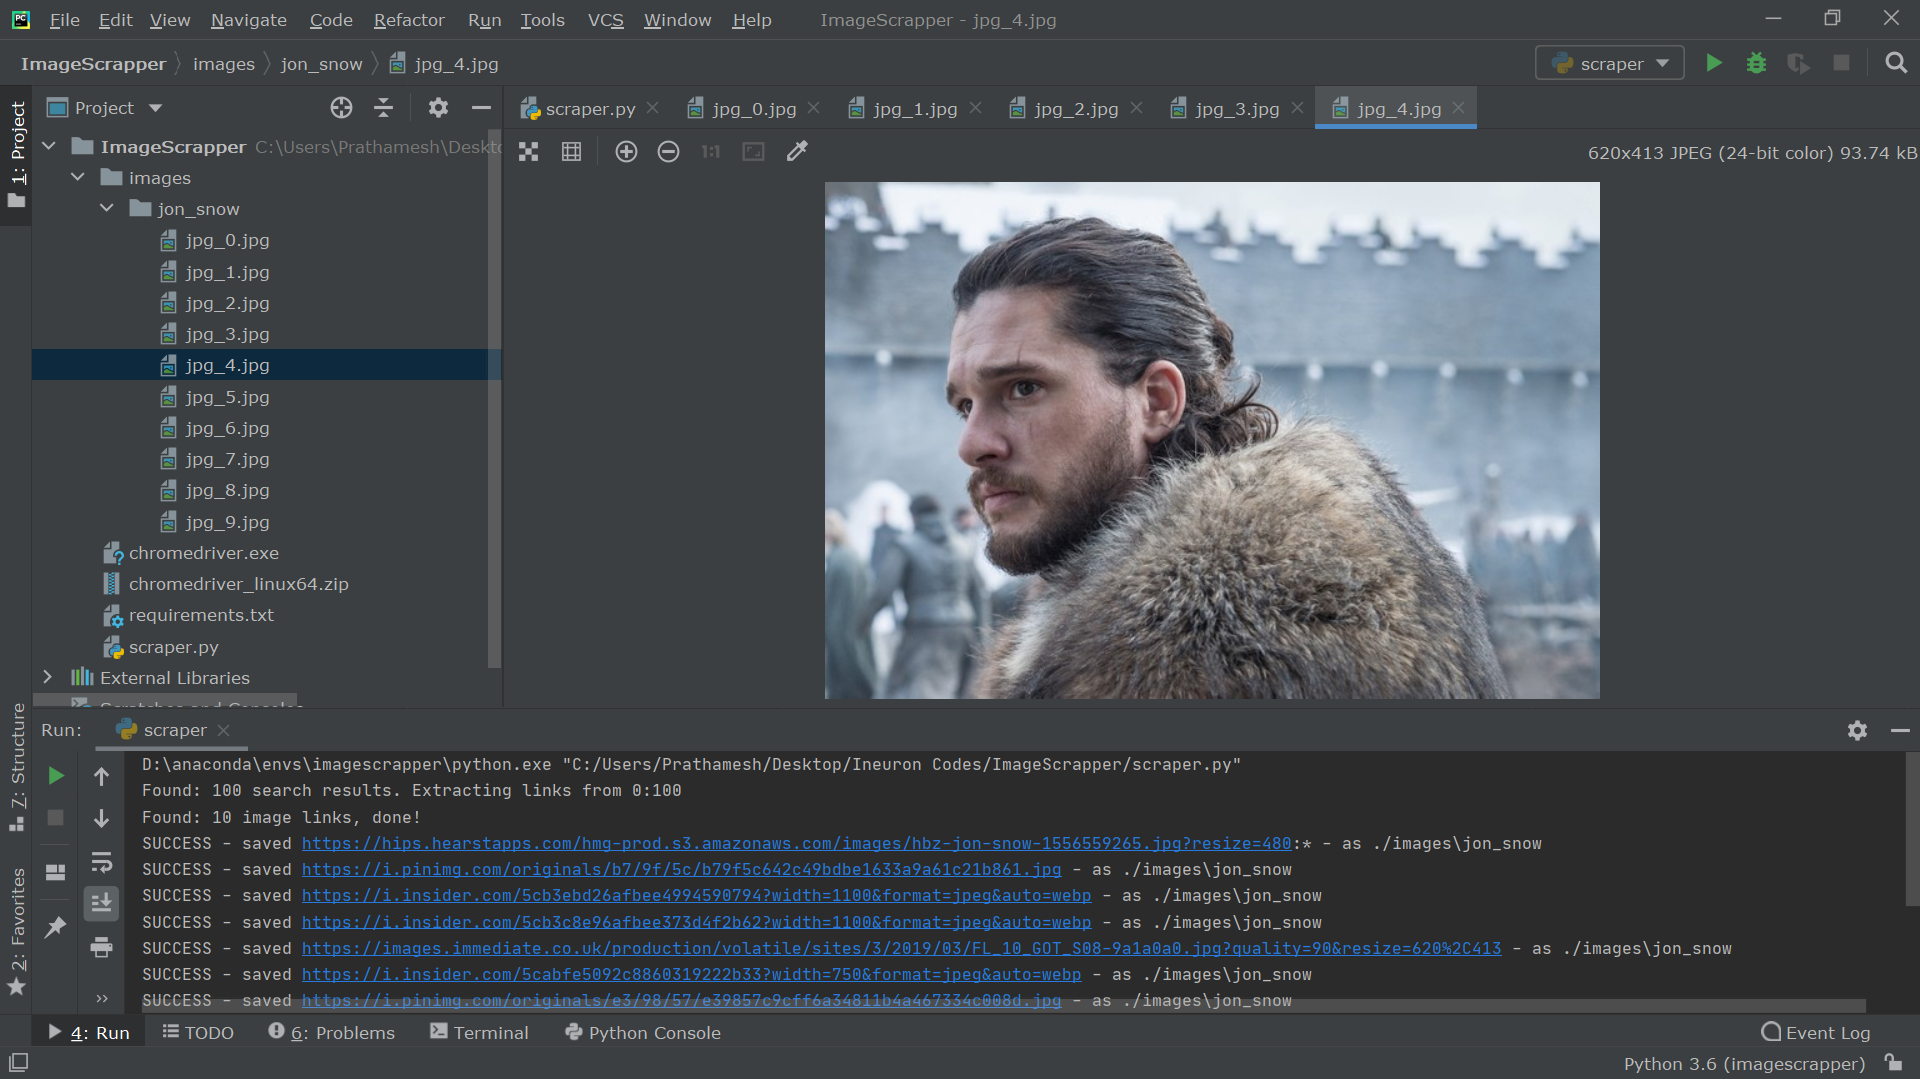 File Edit View Navigate Code Refactor Run Tools VCS Window Help ImageScrapper - jpg_4.jpg
ImageScrapper images jon_snow jpg_4.jpg scraper
1: Project
Project
scraper.py jpg_0.jpg jpg_1.jpg jpg_2.jpg jpg_3.jpg jpg_4.jpg
1:1
620x413 JPEG (24-bit color) 93.74 kB
ImageScrapper C:\Users\Prathamesh\Deskto
images
jon_snow
jpg_0.jpg
jpg_1.jpg
jpg_2.jpg
jpg_3.jpg
jpg_4.jpg
jpg_5.jpg
jpg_6.jpg
jpg_7.jpg
jpg_8.jpg
jpg_9.jpg
chromedriver.exe
chromedriver_linux64.zip
requirements.txt
scraper.py
External Libraries
Scratches and Consoles
7: Structure
2: Favorites
Run: scraper
D:\anaconda\envs\imagescrapper\python.exe "C:/Users/Prathamesh/Desktop/Ineuron Codes/ImageScrapper/scraper.py"
Found: 100 search results. Extracting links from 0:100
Found: 10 image links, done!
SUCCESS - saved https://hips.hearstapps.com/hmg-prod.s3.amazonaws.com/images/hbz-jon-snow-1556559265.jpg?resize=480:* - as ./images\jon_snow
SUCCESS - saved https://i.pinimg.com/originals/b7/9f/5c/b79f5c642c49bdbe1633a9a61c21b861.jpg - as ./images\jon_snow
SUCCESS - saved https://i.insider.com/5cb3ebd26afbee4994590794?width=1100&format=jpeg&auto=webp - as ./images\jon_snow
SUCCESS - saved https://i.insider.com/5cb3c8e96afbee373d4f2b62?width=1100&format=jpeg&auto=webp - as ./images\jon_snow
SUCCESS - saved https://images.immediate.co.uk/production/volatile/sites/3/2019/03/FL_10_GOT_S08-9a1a0a0.jpg?quality=90&resize=620%2C413 - as ./images\jon_snow
SUCCESS - saved https://i.insider.com/5cabfe5092c8860319222b33?width=750&format=jpeg&auto=webp - as ./images\jon_snow
SUCCESS - saved https://i.pinimg.com/originals/e3/98/57/e39857c9cff6a34811b4a467334c008d.jpg - as ./images\jon_snow
4: Run TODO 6: Problems Terminal Python Console Event Log
Python 3.6 (imagescrapper)